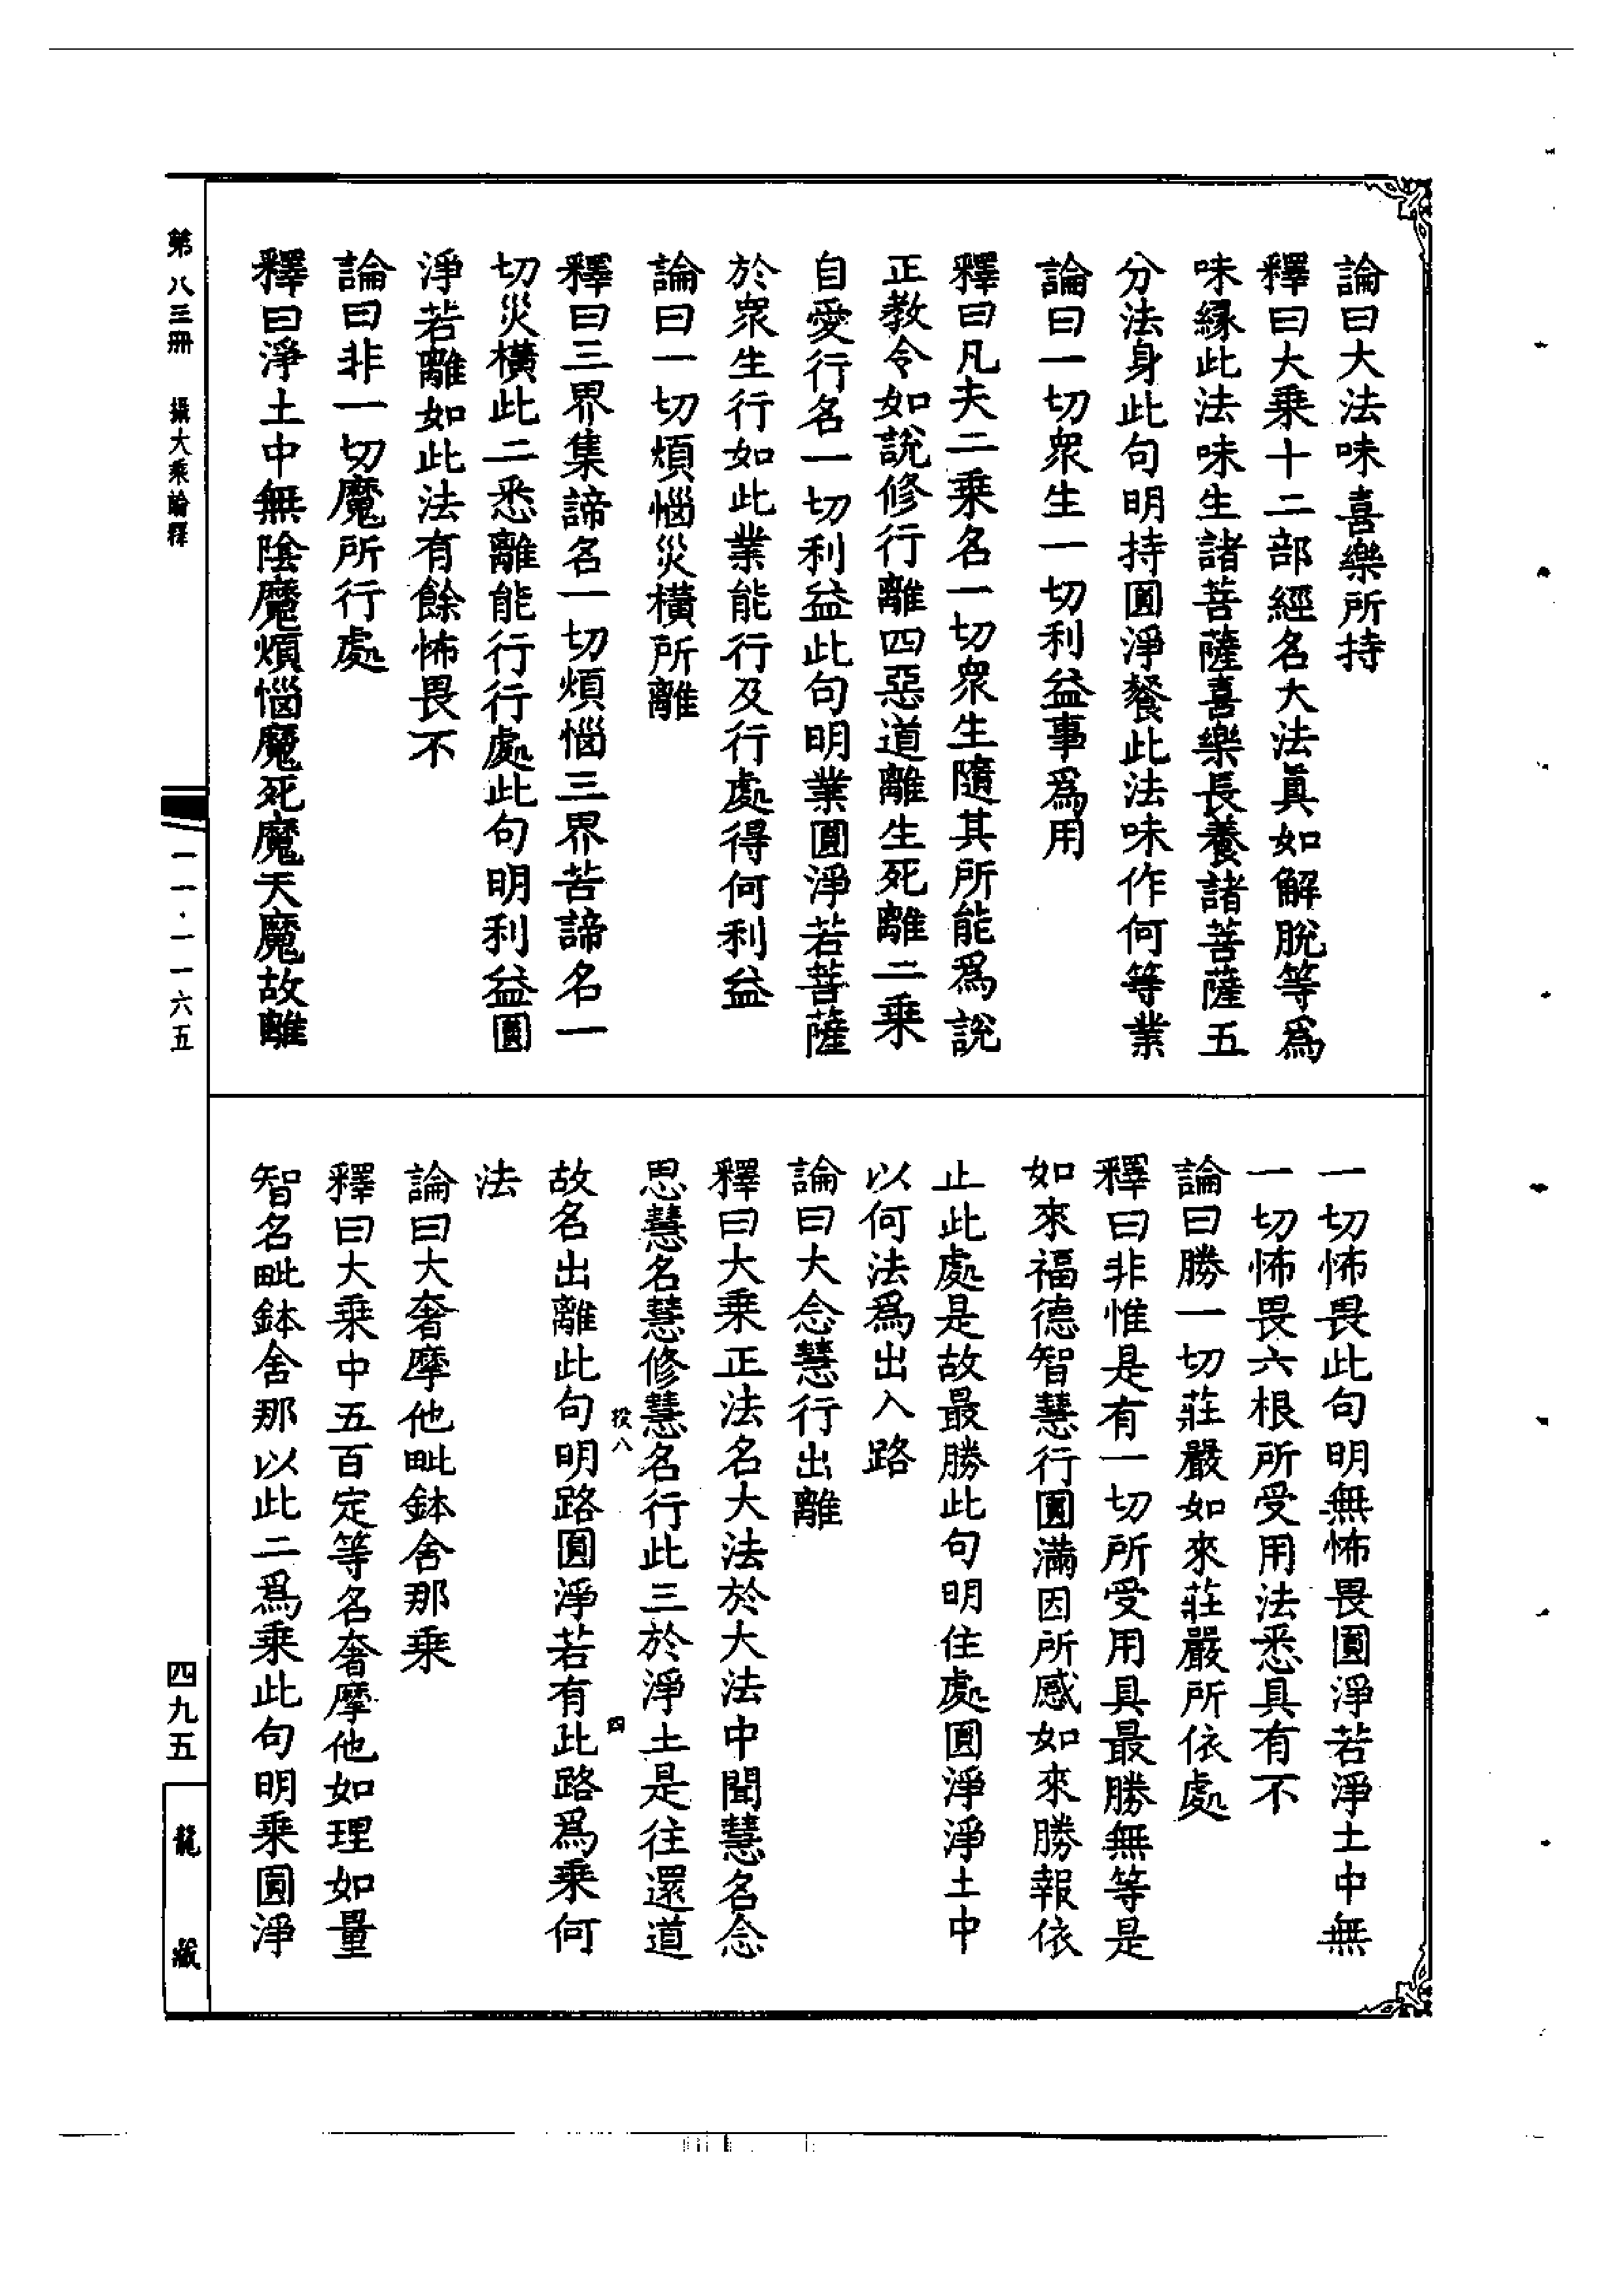 論曰大法味喜樂所持
釋曰大乘十二部經名大法眞如解脫等爲
味緣此法味生諸菩薩喜樂長養諸菩薩五
分法身此句明持圓淨餐此法味作何等業
論曰一切衆生一切利益事爲用
釋曰凡夫二乘名一切衆生隨其所能爲說
正教令如說修行離四惡道離生死離二乘
自愛行名一切利益此句明業圓淨若菩薩
於衆生行如此業能行及行處得何利益
論曰一切煩惱災橫所離
釋曰三界集諦名一切煩惱三界苦諦名一
切災橫此二悉離能行行處此句明利益圓
淨若離如此法有餘怖畏不
論曰非一切魔所行處
釋曰淨土中無陰魔煩惱魔死魔天魔故離
一切怖畏此句明無怖畏圓淨若淨土中無
一切怖畏六根所受用法悉具有不
論曰勝一切莊嚴如來莊嚴所依處
釋曰非惟是有一切所受用具最勝無等是
如來福德智慧行圓滿因所感如來勝報依
止此處是故最勝此句明住處圓淨淨土中
以何法爲出入路
論曰大念慧行出離
釋曰大乘正法名大法於大法中聞慧名念
思慧名慧修慧名行此三於淨土是往還道
投八
四
故名出離此句明路圓淨若有此路爲乘何
法
論曰大奢摩他毗鉢舍那乘
釋曰大乘中五百定等名奢摩他如理如量
智名毗鉢舍那以此二爲乘此句明乘圓淨
第八三冊 攝大乘論釋
一一·一一六五
四九五
龍藏